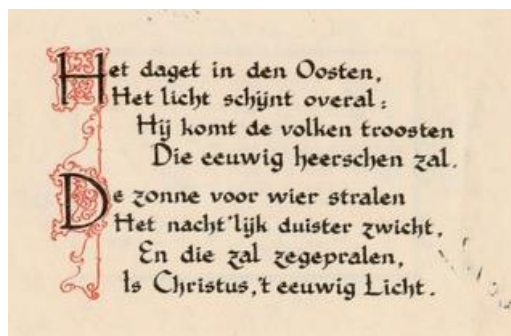 Het daget in den Oosten,
Het licht schijnt overal:
Hij komt de volken troosten
Die eeuwig heerschen zal.
De zonne voor wier stralen
Het nacht'lijk duister zwicht,
En die zal zegepralen,
Is Christus, 't eeuwig Licht.